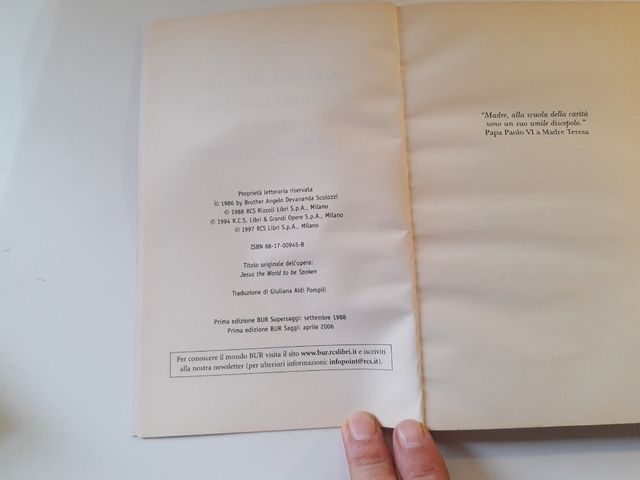 Proprietà letteraria riservata
© 1986 by Brother Angelo Devananda Scolozzi
© 1988 RCS Rizzoli Libri S.p.A., Milano
© 1994 R.C.S. Libri & Grandi Opere S.p.A., Milano
© 1997 RCS Libri S.p.A., Milano
ISBN 88-17-00945-8
Titolo originale dell'opera:
Jesus the World to be Spoken
Traduzione di Giuliana Aldi Pompili
Prima edizione BUR Supersaggi: settembre 1988
Prima edizione BUR Saggi: aprile 2006
Per conoscere il mondo BUR visita il sito www.bur.rcslibri.it e iscriviti
alla nostra newsletter (per ulteriori informazioni: infopoint@rcs.it).
"Madre, alla scuola della carità
sono un suo umile discepolo."
Papa Paolo VI a Madre Teresa